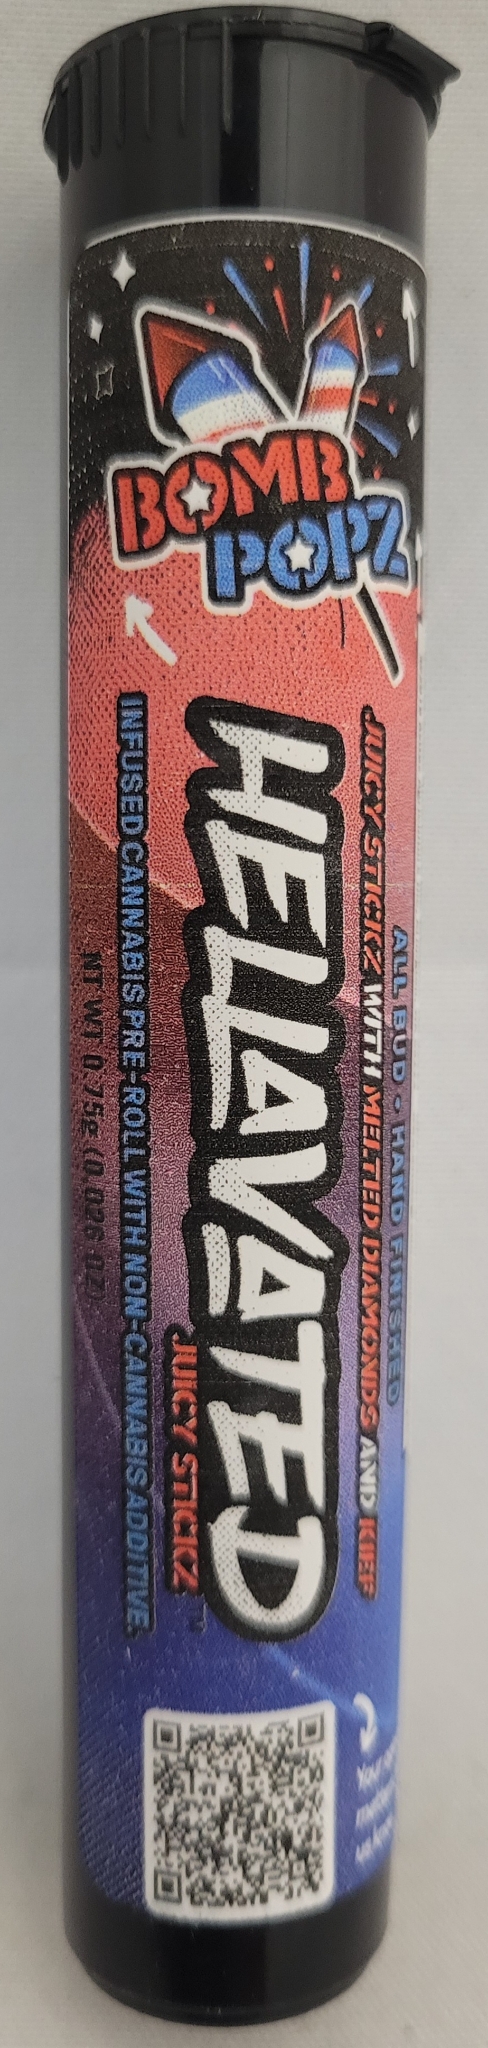 BOMB
POPZ
ALL BUD - HAND FINISHED
JUICY STICKZ WITH MELTED DIAMONDS AND KIEF
HELLAVATED
JUICY STICKZ
INFUSED CANNABIS PRE-ROLL WITH NON-CANNABIS ADDITIVE.
NT WT 0.75g (0.026 OZ)
Your